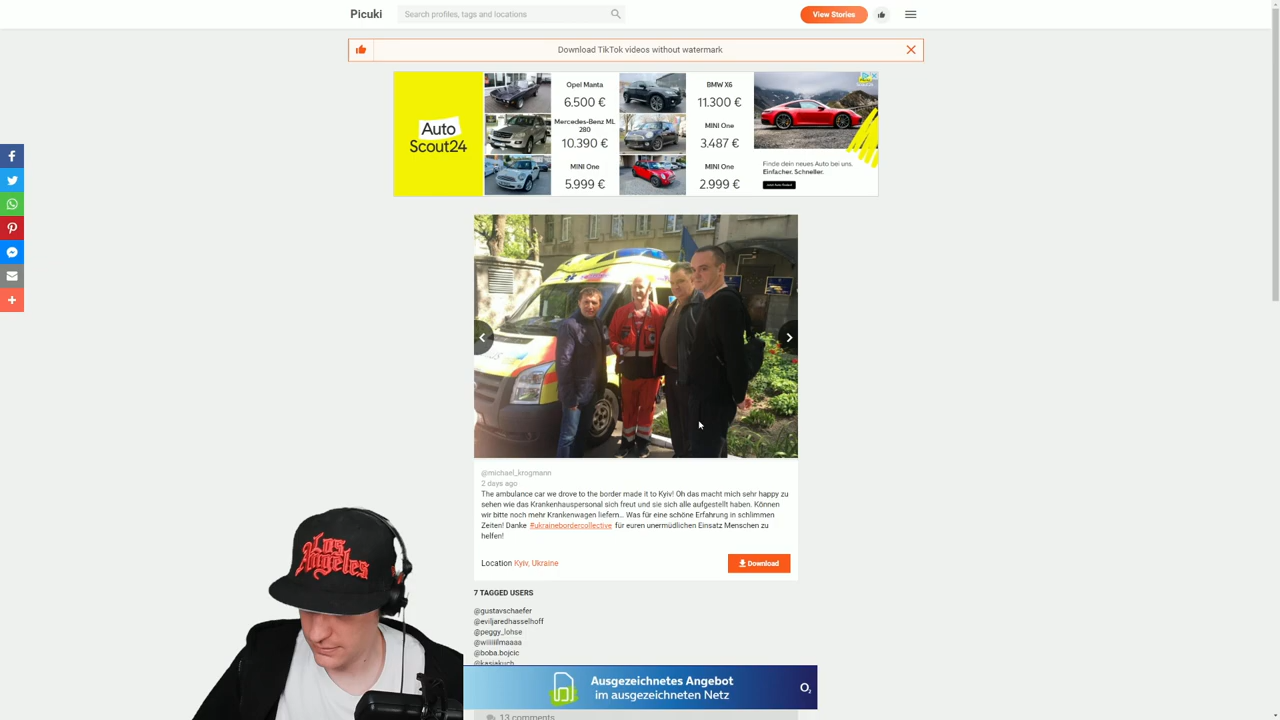 Picuki
Search profiles, tags and locations
View Stories
Download TikTok videos without watermark
Auto
Scout24
Opel Manta
6.500 €
Mercedes-Benz ML
280
10.390 €
MINI One
5.999 €
BMW X6
11.300 €
MINI One
3.487 €
MINI One
2.999 €
Finde dein neues Auto bei uns.
Einfacher. Schneller.
@michael_krogmann
2 days ago
The ambulance car we drove to the border made it to Kyiv! Oh das macht mich sehr happy zu
sehen wie das Krankenhauspersonal sich freut und sie sich alle aufgestellt haben. Können
wir bitte noch mehr Krankenwagen liefern... Was für eine schöne Erfahrung in schlimmen
Zeiten! Danke #ukrainebordercollective für euren unermüdlichen Einsatz Menschen zu
helfen!
Location Kyiv, Ukraine
Download
7 TAGGED USERS
@gustavschaefer
@eviljaredhasselhoff
@peggy_lohse
@boba.bojcic
@kasiakuch
Los
Angeles
Ausgezeichnetes Angebot
im ausgezeichneten Netz
O₂
13 comments